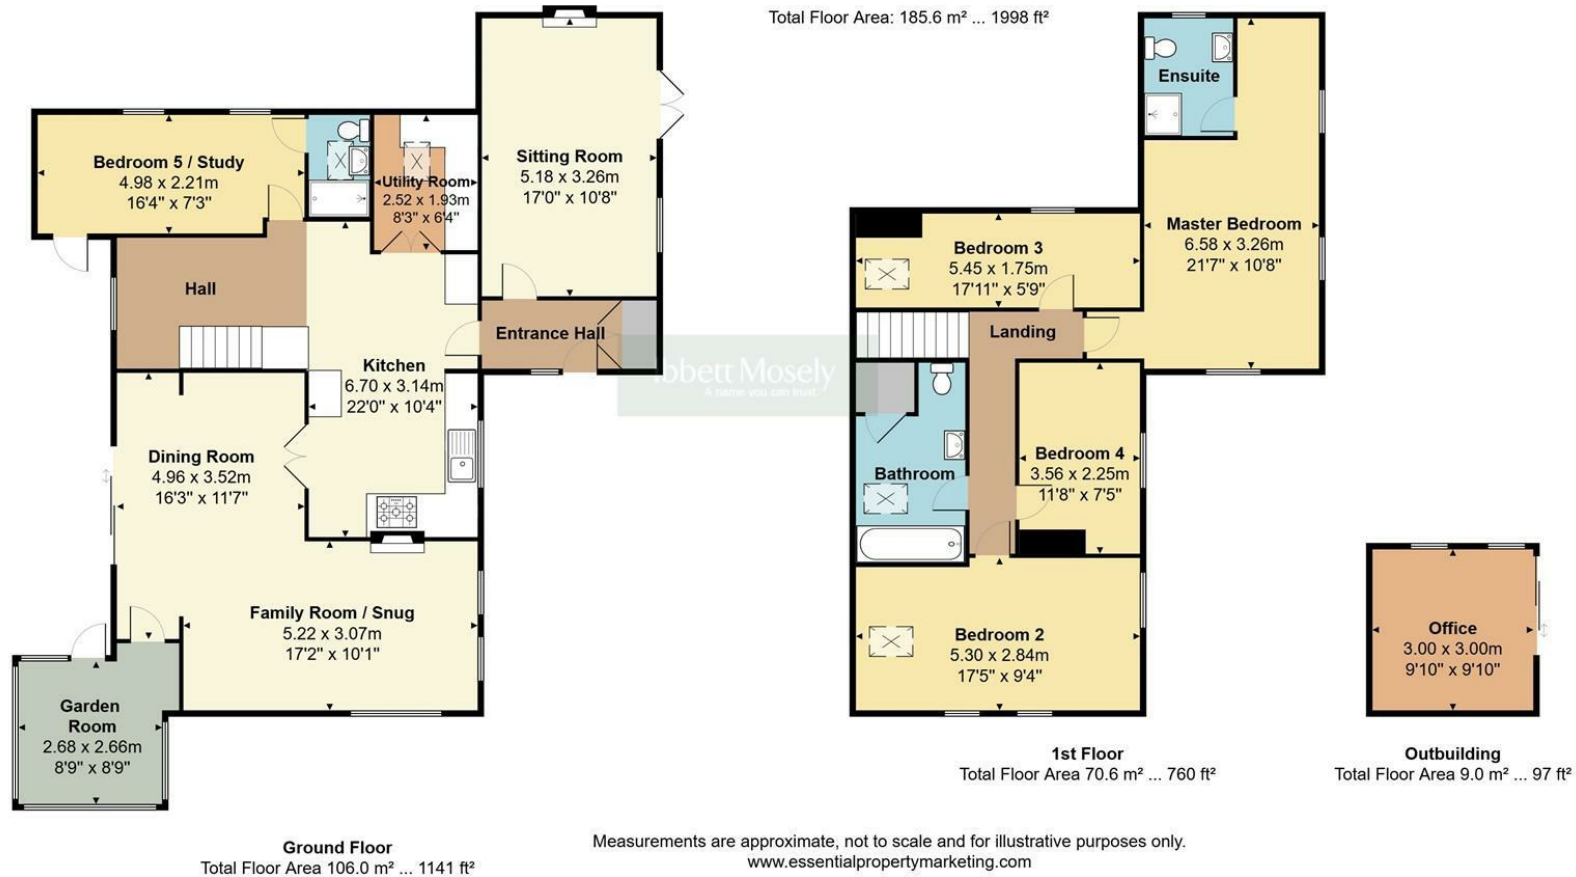 Total Floor Area: 185.6 m² ... 1998 ft²
Bedroom 5 / Study
4.98 x 2.21m
16'4" x 7'3"
Utility Room
2.52 x 1.93m
8'3" x 6'4"
Sitting Room
5.18 x 3.26m
17'0" x 10'8"
Hall
Entrance Hall
Kitchen
6.70 x 3.14m
22'0" x 10'4"
Dining Room
4.96 x 3.52m
16'3" x 11'7"
Family Room / Snug
5.22 x 3.07m
17'2" x 10'1"
Garden
Room
2.68 x 2.66m
8'9" x 8'9"
Ground Floor
Total Floor Area 106.0 m² ... 1141 ft²
Ibbett Mosely
A name you can trust
Ensuite
Master Bedroom
6.58 x 3.26m
21'7" x 10'8"
Bedroom 3
5.45 x 1.75m
17'11" x 5'9"
Landing
Bathroom
Bedroom 4
3.56 x 2.25m
11'8" x 7'5"
Bedroom 2
5.30 x 2.84m
17'5" x 9'4"
1st Floor
Total Floor Area 70.6 m² ... 760 ft²
Office
3.00 x 3.00m
9'10" x 9'10"
Outbuilding
Total Floor Area 9.0 m² ... 97 ft²
Measurements are approximate, not to scale and for illustrative purposes only.
www.essentialpropertymarketing.com